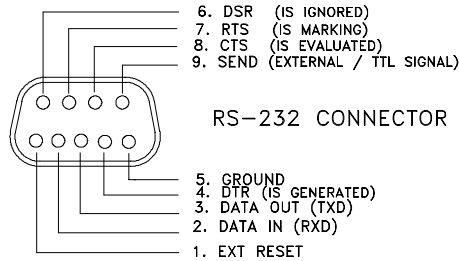 6. DSR (IS IGNORED)
7. RTS (IS MARKING)
8. CTS (IS EVALUATED)
9. SEND (EXTERNAL / TTL SIGNAL)
RS-232 CONNECTOR
5. GROUND
4. DTR (IS GENERATED)
3. DATA OUT (TXD)
2. DATA IN (RXD)
1. EXT RESET